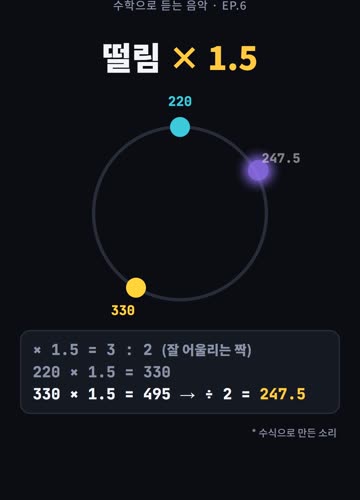 수학으로 듣는 음악 · EP.6
떨림 × 1.5
220
247.5
330
× 1.5 = 3 : 2 (잘 어울리는 짝)
220 × 1.5 = 330
330 × 1.5 = 495 → ÷ 2 = 247.5
* 수식으로 만든 소리